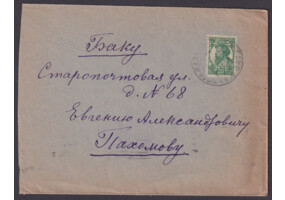 Баку
Старопочтовая ул.
д. № 68
Евгению Александровичу
Пахомову